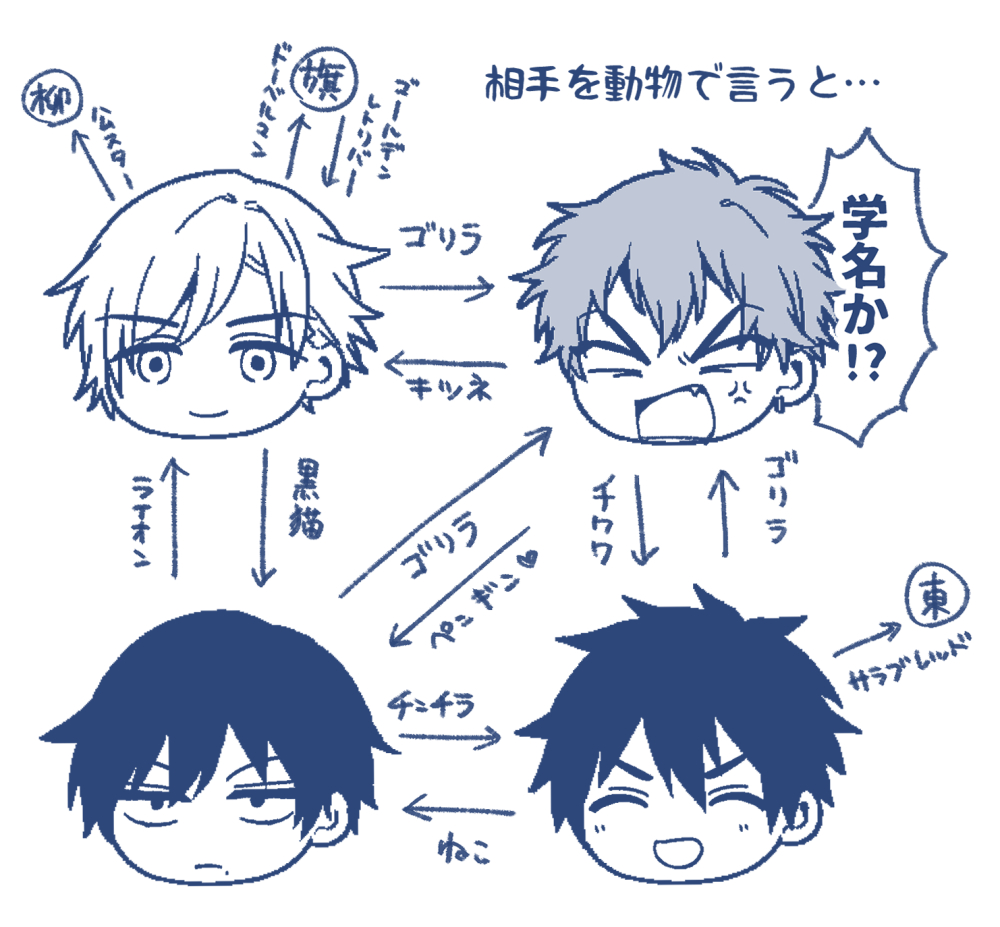 相手を動物で言うと…
柳
ハムスター
旗
ドーベルマン
ゴールデン
レトリバー
ゴリラ
キツネ
学名か!?
ライオン
黒猫
ゴリラ
ペンギン♡
チワワ
ゴリラ
東
サラブレッド
チンチラ
ねこ